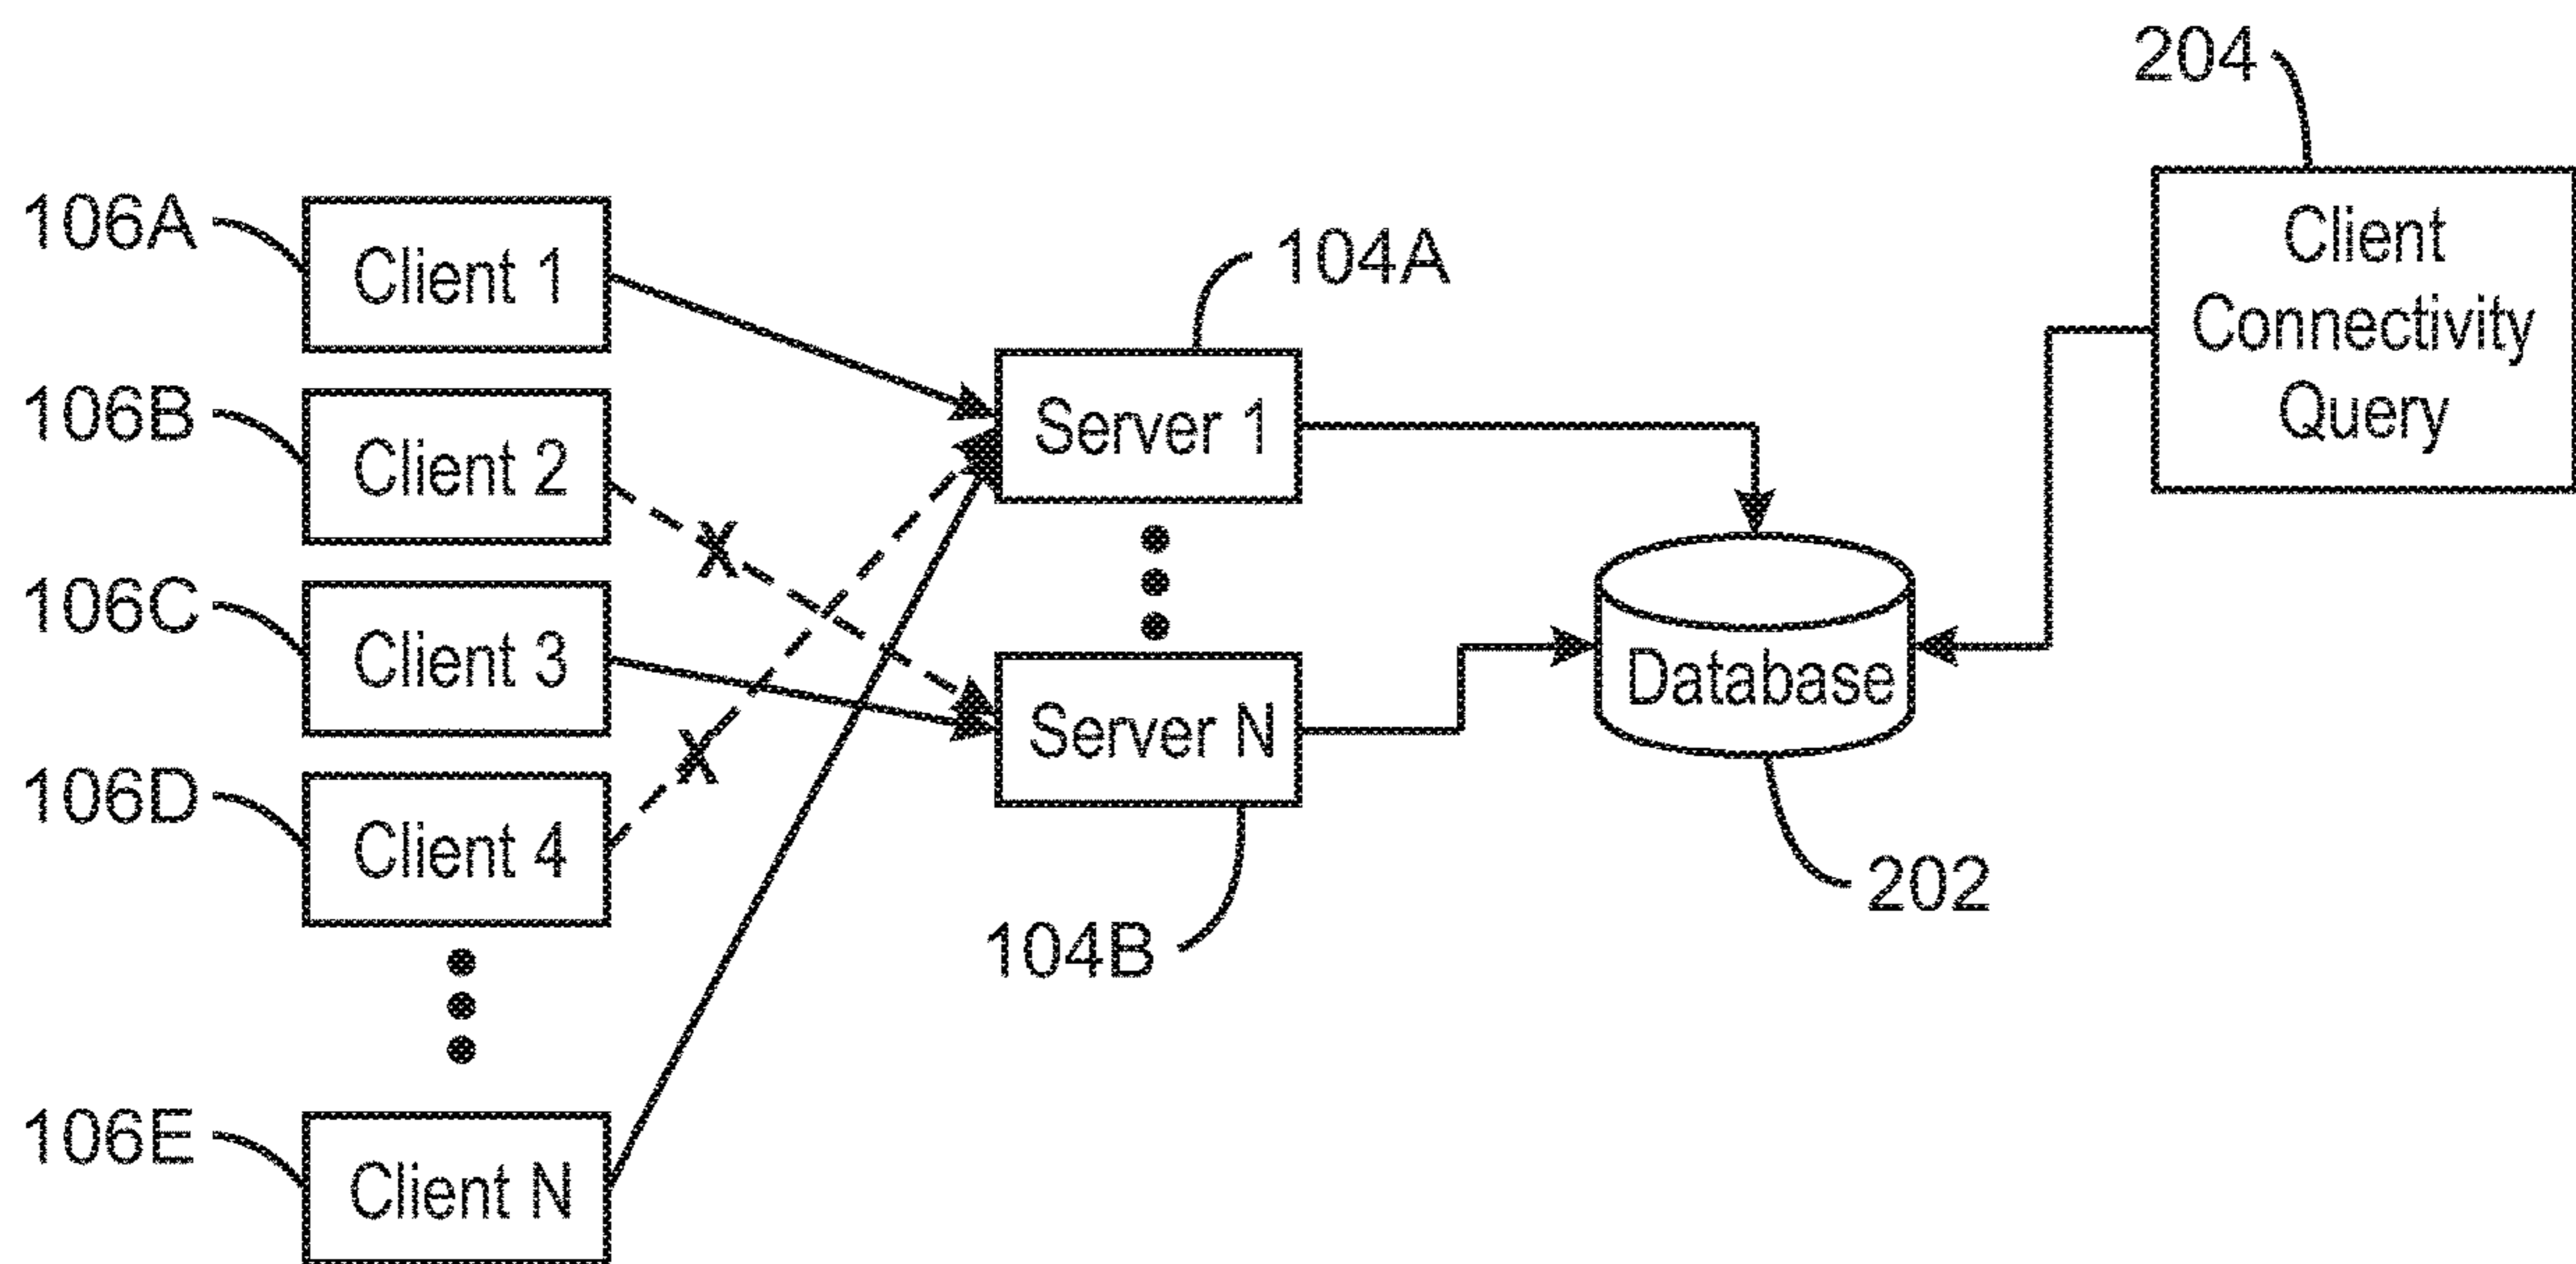 204
Client
Connectivity
Query
106A
Client 1
104A
Server 1
106B
Client 2
X
106C
Client 3
X
Server N
Database
106D
Client 4
104B
202
106E
Client N